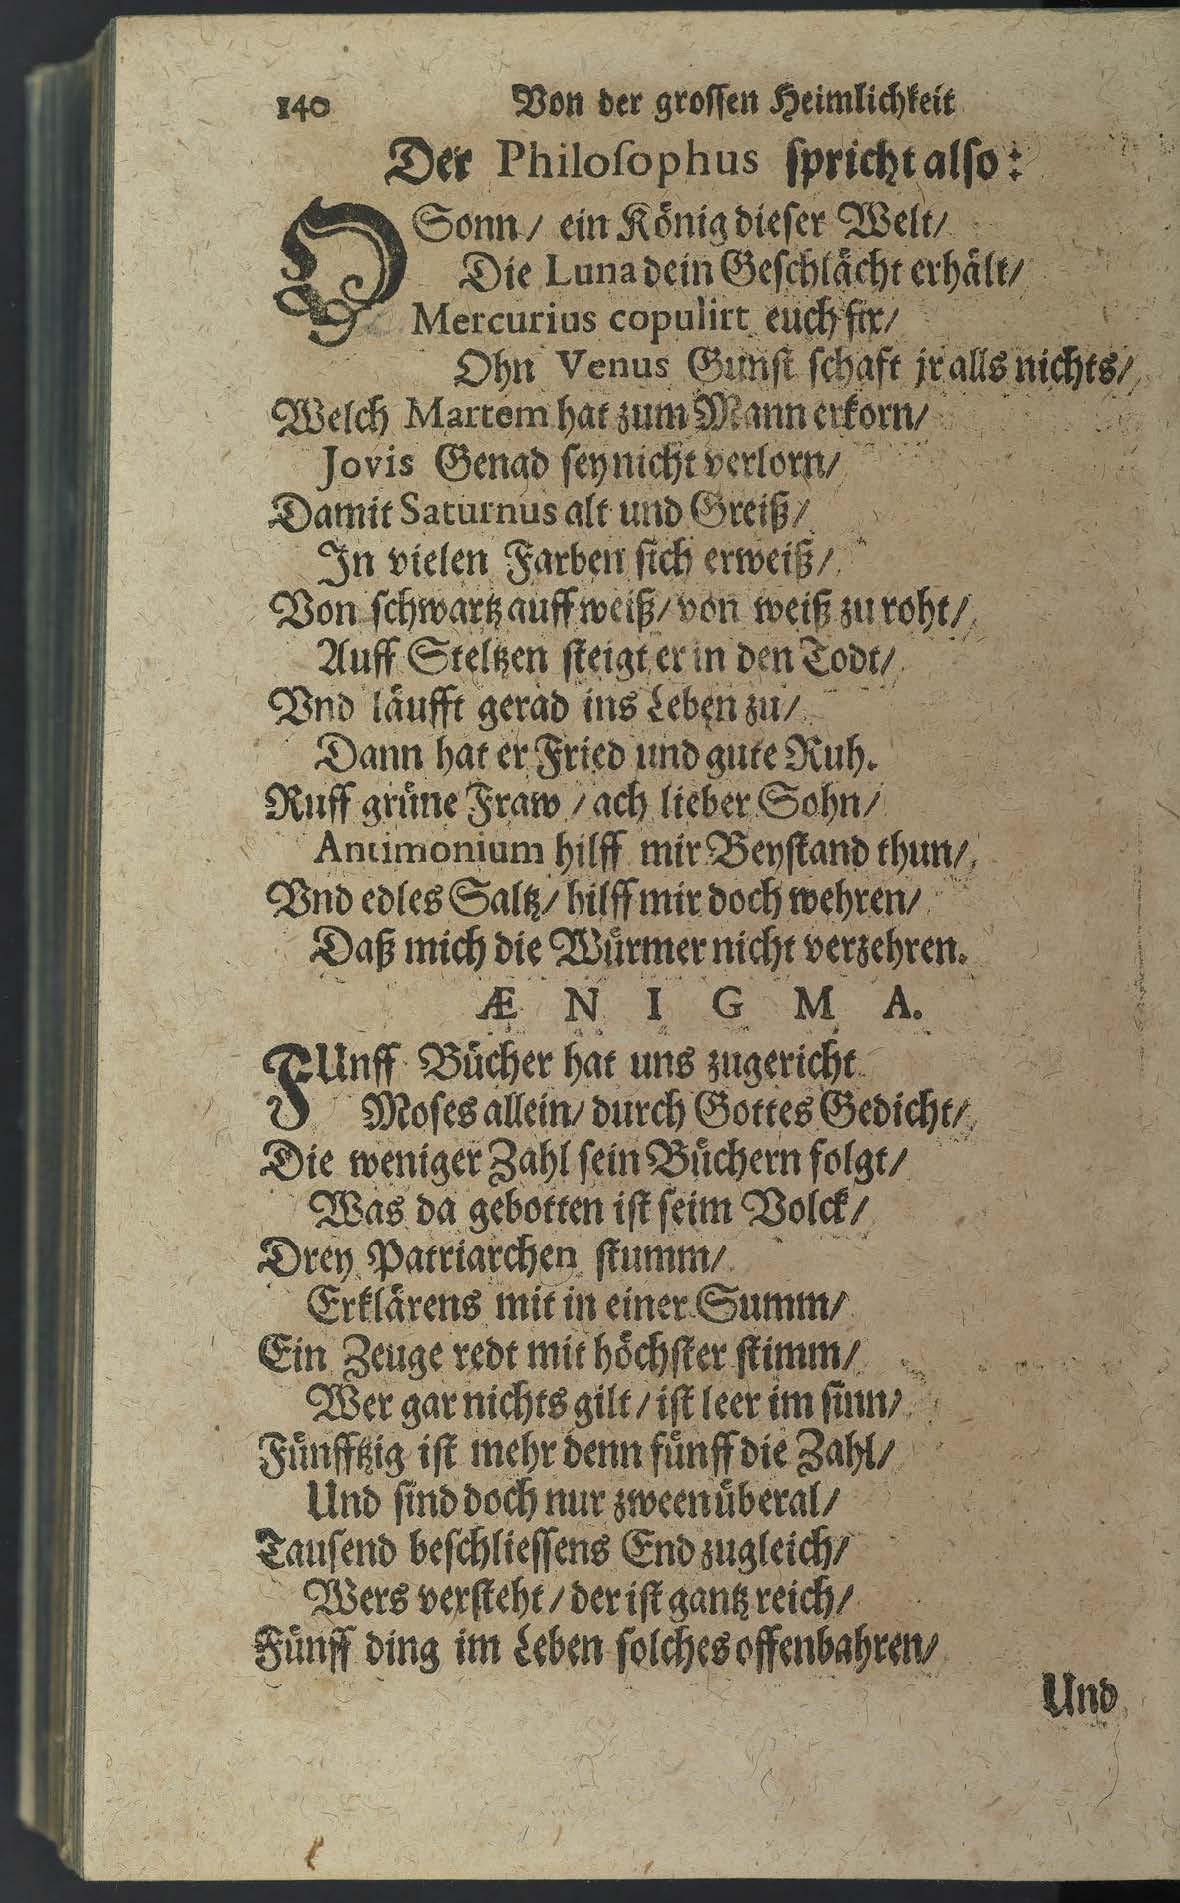 140 Von der groſſen Heimlichkeit
Der Philoſophus ſpricht alſo:
O Sonn/ ein König dieſer Welt/
Die Luna dein Geſchlächt erhält/
Mercurius copulirt euch fix/
Ohn Venus Gunſt ſchaft jr alls nichts/
Welch Martem hat zum Mann erkorn/
Jovis Genad ſey nicht verlorn/
Damit Saturnus alt und Greiß/
In vielen Farben ſich erweiß/
Von ſchwartz auff weiß/ von weiß zu roht/
Auff Steltzen ſteigt er in den Todt/
Vnd läufft gerad ins Leben zu/
Dann hat er Fried und gute Ruh.
Ruff grüne Fraw / ach lieber Sohn/
Antimonium hilff mir Beyſtand thun/
Vnd edles Saltz/ hilff mir doch wehren/
Daß mich die Würmer nicht verzehren.
Æ N I G M A.
FUnff Bücher hat uns zugericht
Moſes allein/ durch Gottes Gedicht/
Die weniger Zahl ſein Büchern folgt/
Was da gebotten iſt ſeim Volck/
Drey Patriarchen ſtumm/
Erklärens mit in einer Summ/
Ein Zeuge redt mit höchſter ſtimm/
Wer gar nichts gilt/ iſt leer im ſinn/
Fünfftzig iſt mehr denn fünff die Zahl/
Und ſind doch nur zween überal/
Tauſend beſchlieſſens End zugleich/
Wers verſteht/ der iſt gantz reich/
Fünff ding im Leben ſolches offenbahren/
Und